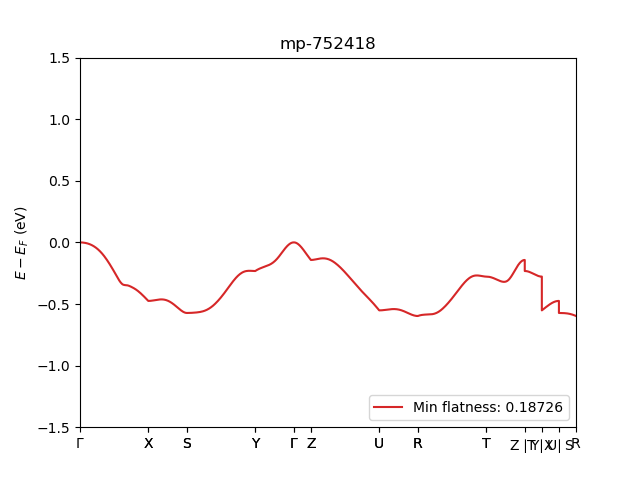 mp-752418
E − E_F (eV)
1.5
1.0
0.5
0.0
−0.5
−1.0
−1.5
Min flatness: 0.18726
Γ X S Y Γ Z U R T Z | T Y | X U | S R